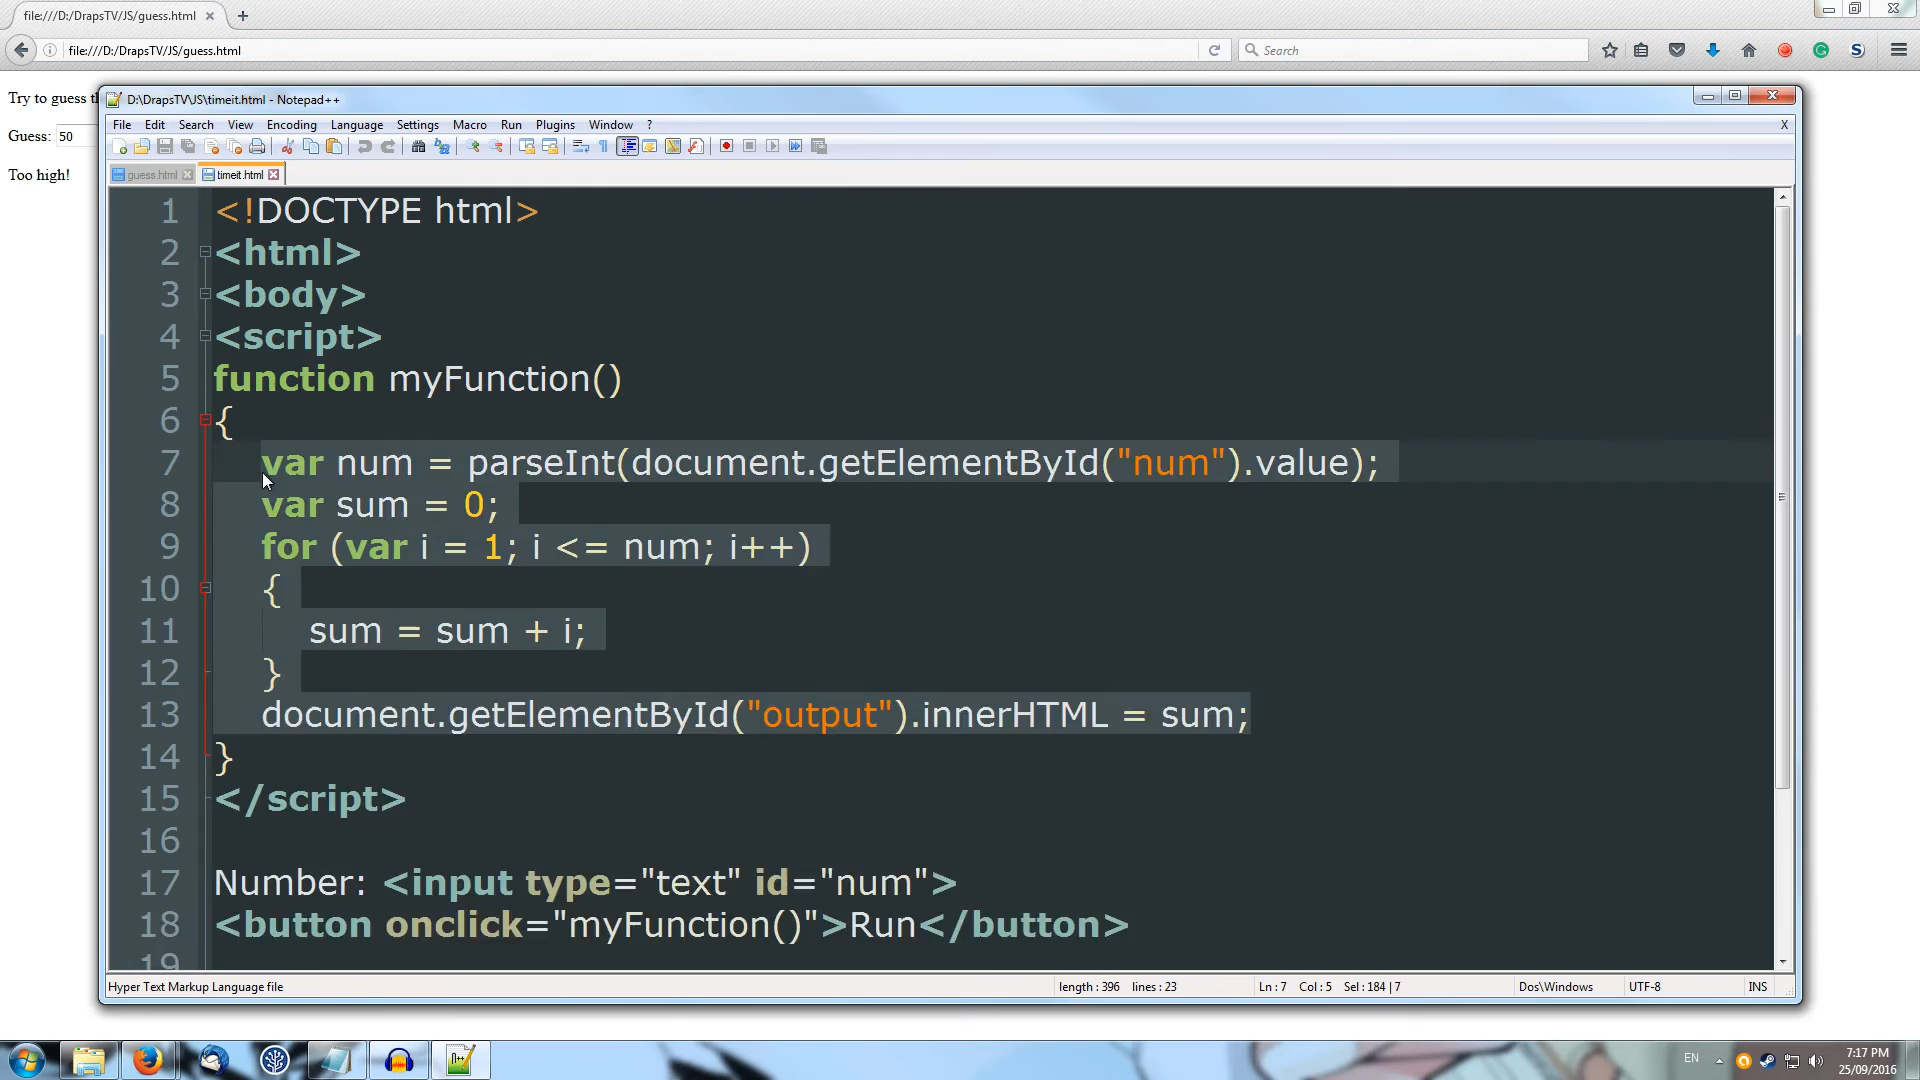 file:///D:/DrapsTV/JS/guess.html
file:///D:/DrapsTV/JS/guess.html
Search
Try to guess th
Guess: 50
Too high!
D:\DrapsTV\JS\timeit.html - Notepad++
File Edit Search View Encoding Language Settings Macro Run Plugins Window ? X
guess.html timeit.html
1 <!DOCTYPE html>
2 <html>
3 <body>
4 <script>
5 function myFunction()
6 {
7 var num = parseInt(document.getElementById("num").value);
8 var sum = 0;
9 for (var i = 1; i <= num; i++)
10 {
11 sum = sum + i;
12 }
13 document.getElementById("output").innerHTML = sum;
14 }
15 </script>
16
17 Number: <input type="text" id="num">
18 <button onclick="myFunction()">Run</button>
19
Hyper Text Markup Language file length : 396 lines : 23 Ln : 7 Col : 5 Sel : 184 | 7 Dos\Windows UTF-8 INS
EN 7:17 PM
25/09/2016